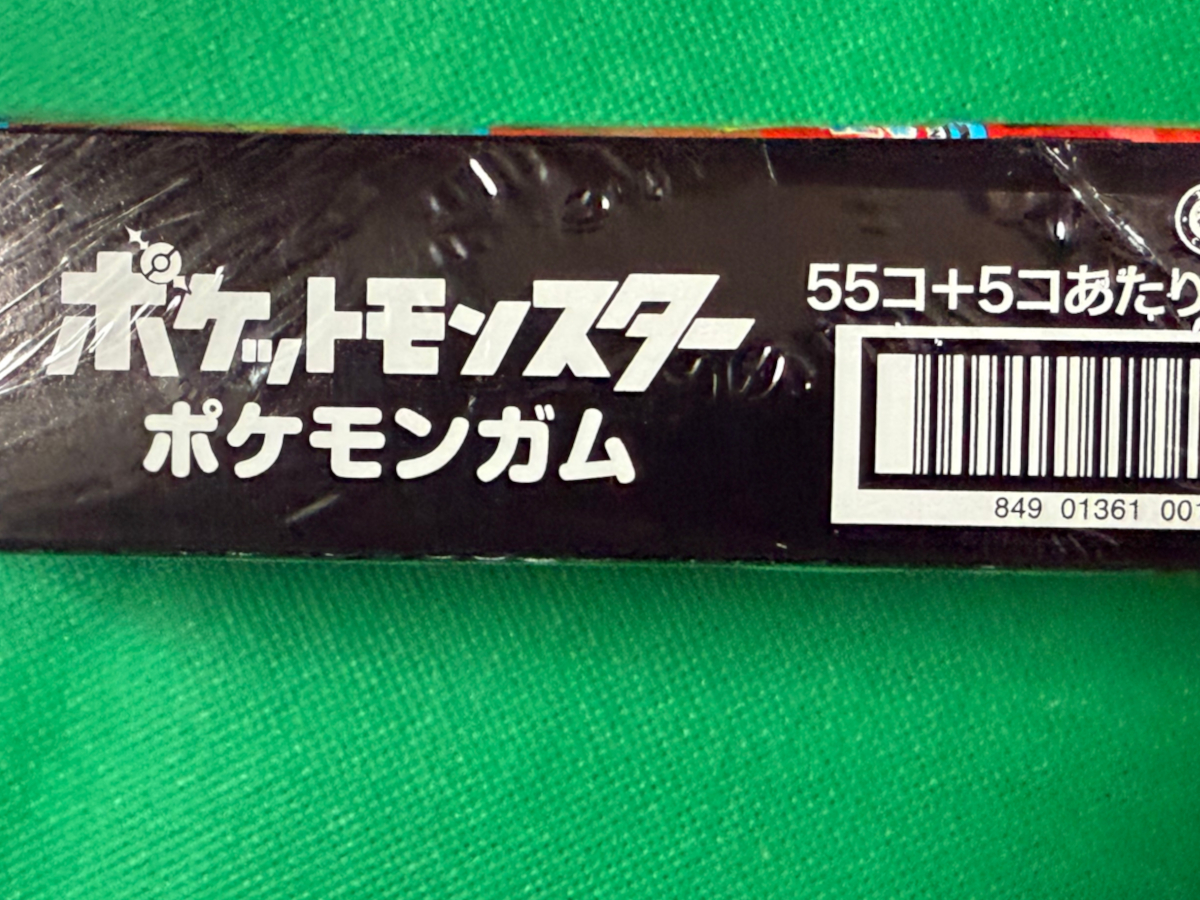 ポケットモンスター
ポケモンガム
55コ+5コあたり
849 01361 001